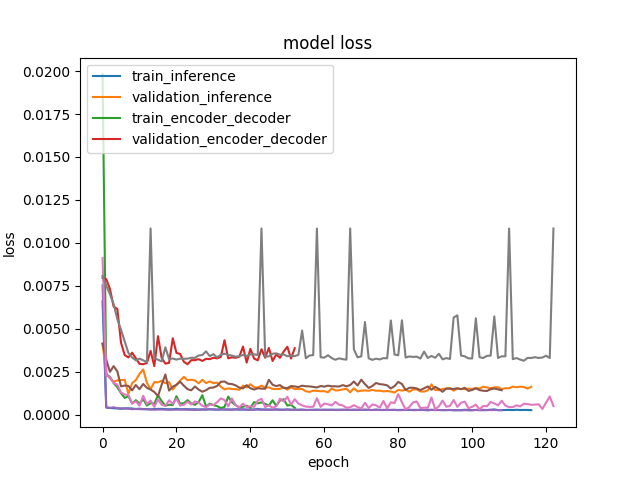 model loss
train_inference
validation_inference
train_encoder_decoder
validation_encoder_decoder
0.0200
0.0175
0.0150
0.0125
0.0100
0.0075
0.0050
0.0025
0.0000
loss
0 20 40 60 80 100 120
epoch